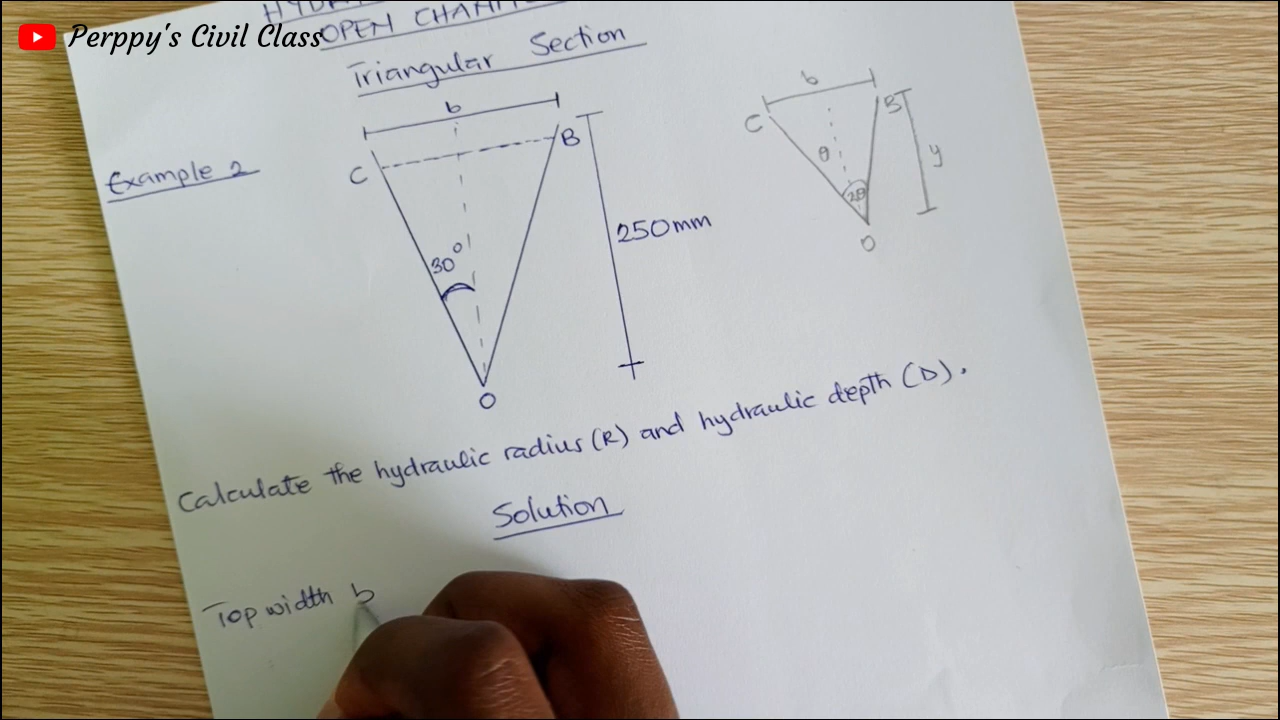 Perppy's Civil Class
OPEN
Triangular Section
Example 2
b
C
B
30°
250mm
O
b
C
B
θ
2θ
y
O
Calculate the hydraulic radius (R) and hydraulic depth (D).
Solution
Top width b